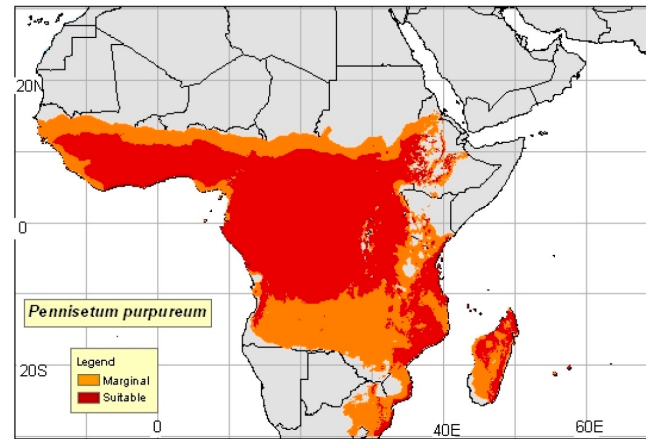 20N
0
Pennisetum purpureum
Legend
Marginal
Suitable
20S
0
40E
60E